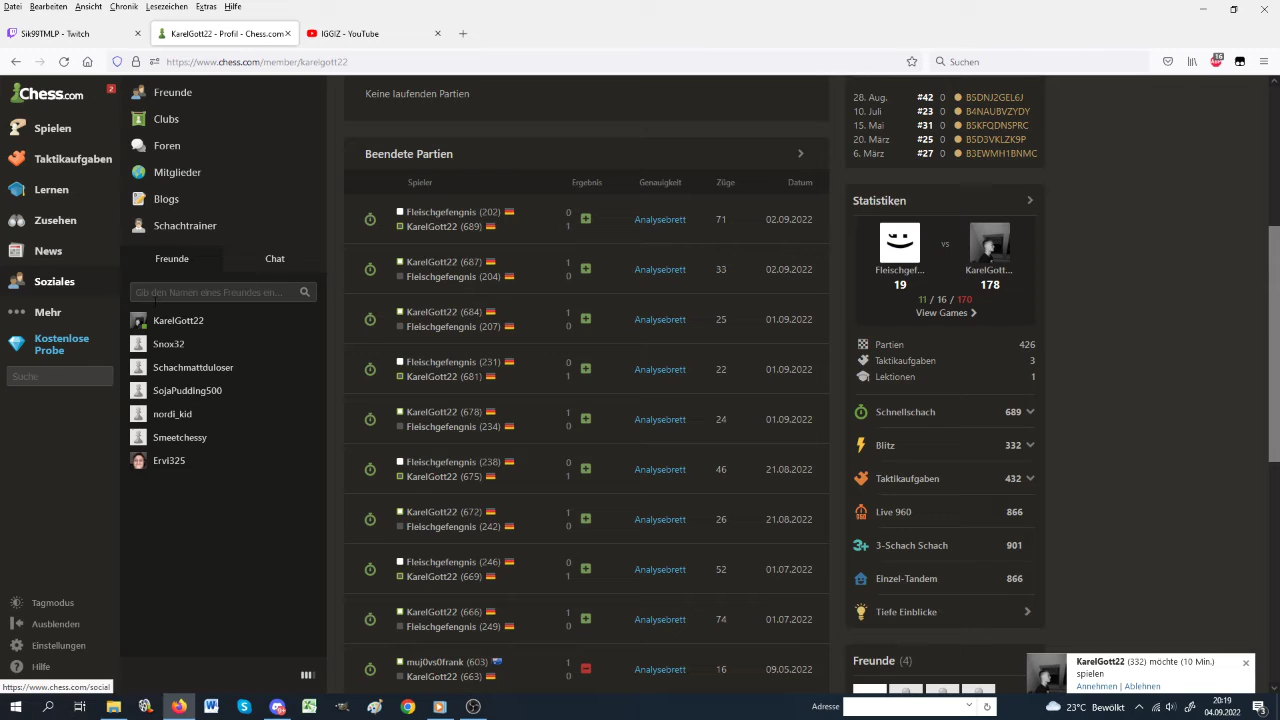 Datei Bearbeiten Ansicht Chronik Lesezeichen Extras Hilfe
Sik99TMLP - Twitch
KarelGott22 - Profil - Chess.com
IGGIZ - YouTube
https://www.chess.com/member/karelgott22
Suchen
16
Chess.com
2
Spielen
Taktikaufgaben
Lernen
Zusehen
News
Soziales
Mehr
Kostenlose
Probe
Suche
Tagmodus
Ausblenden
Einstellungen
Hilfe
https://www.chess.com/social
Freunde
Clubs
Foren
Mitglieder
Blogs
Schachtrainer
Freunde Chat
Gib den Namen eines Freundes ein...
KarelGott22
Snox32
Schachmattduloser
SojaPudding500
nordi_kid
Smeetchessy
Ervl325
Keine laufenden Partien
Beendete Partien
Spieler Ergebnis Genauigkeit Züge Datum
Fleischgefengnis (202) 0
KarelGott22 (689) 1
Analysebrett 71 02.09.2022
KarelGott22 (687) 1
Fleischgefengnis (204) 0
Analysebrett 33 02.09.2022
KarelGott22 (684) 1
Fleischgefengnis (207) 0
Analysebrett 25 01.09.2022
Fleischgefengnis (231) 0
KarelGott22 (681) 1
Analysebrett 22 01.09.2022
KarelGott22 (678) 1
Fleischgefengnis (234) 0
Analysebrett 24 01.09.2022
Fleischgefengnis (238) 0
KarelGott22 (675) 1
Analysebrett 46 21.08.2022
KarelGott22 (672) 1
Fleischgefengnis (242) 0
Analysebrett 26 21.08.2022
Fleischgefengnis (246) 0
KarelGott22 (669) 1
Analysebrett 52 01.07.2022
KarelGott22 (666) 1
Fleischgefengnis (249) 0
Analysebrett 74 01.07.2022
muj0vs0frank (603) 1
KarelGott22 (663) 0
Analysebrett 16 09.05.2022
28. Aug. #42 0 B5DNJ2GEL6J
10. Juli #23 0 B4NAUBVZYDY
15. Mai #31 0 B5KFQDNSPRC
20. März #25 0 B5D3VKLZK9P
6. März #27 0 B3EWMH1BNMC
Statistiken
vs
Fleischgef... KarelGott...
19 178
11 / 16 / 170
View Games
Partien 426
Taktikaufgaben 3
Lektionen 1
Schnellschach 689
Blitz 332
Taktikaufgaben 432
Live 960 866
3-Schach Schach 901
Einzel-Tandem 866
Tiefe Einblicke
Freunde (4)
KarelGott22 (332) möchte (10 Min.)
spielen
Annehmen | Ablehnen
Adresse
23°C Bewölkt
20:19
04.09.2022
3